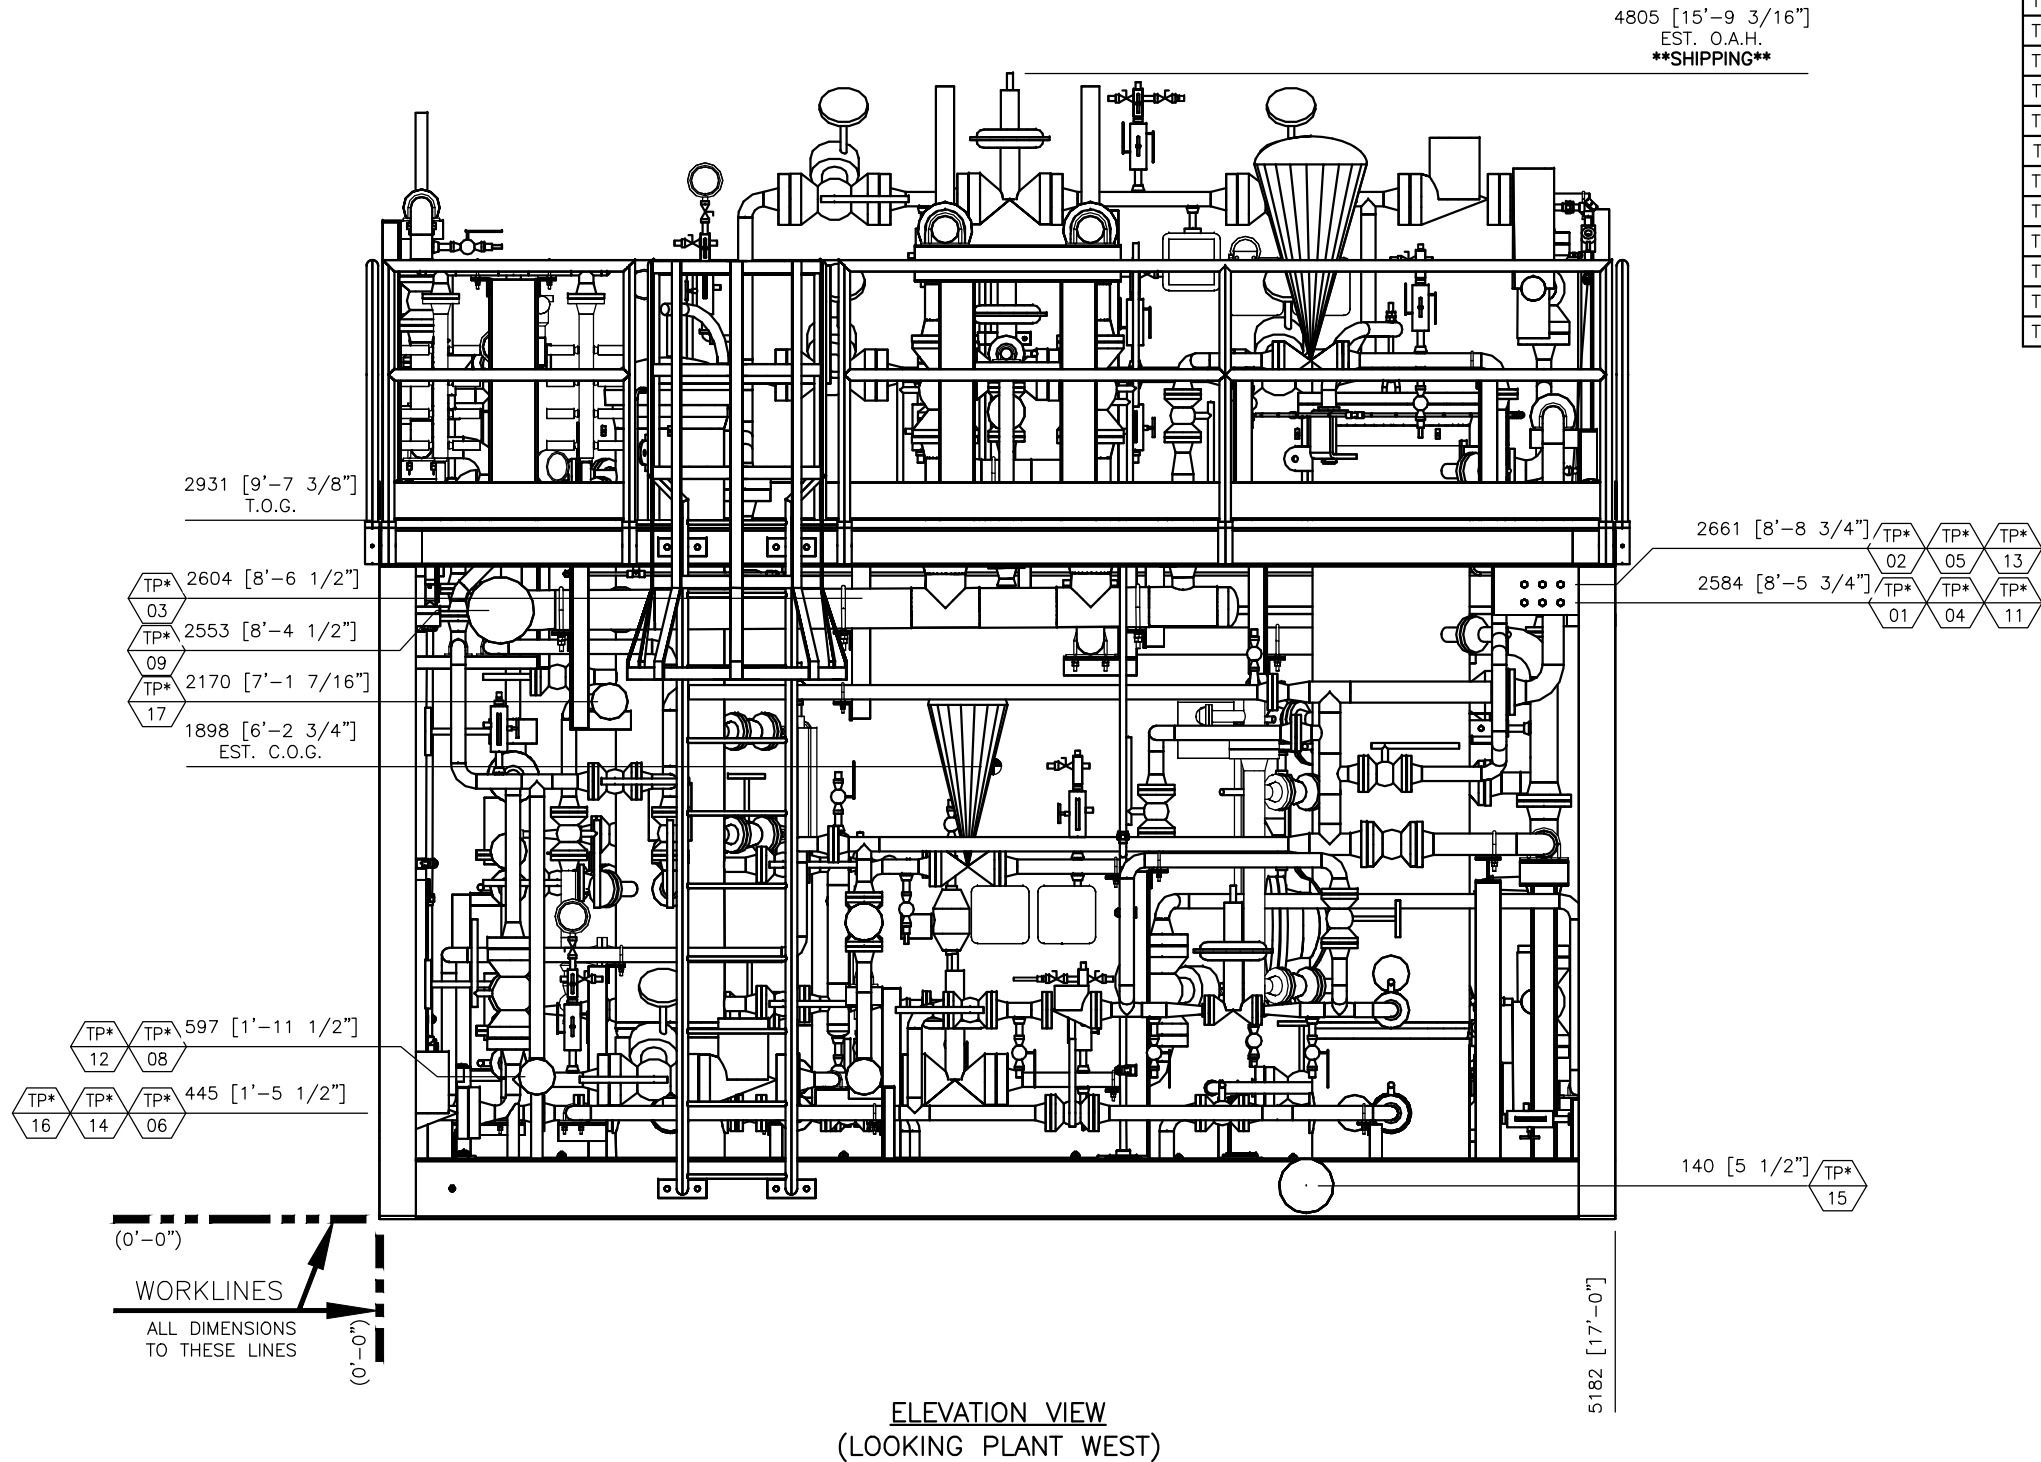 4805 [15'-9 3/16"]
EST. O.A.H.
**SHIPPING**
T
T
T
T
T
T
T
T
T
T
T
2931 [9'-7 3/8"]
T.O.G.
2661 [8'-8 3/4"] TP* 02 TP* 05 TP* 13
2584 [8'-5 3/4"] TP* 01 TP* 04 TP* 11
TP* 03 2604 [8'-6 1/2"]
TP* 09 2553 [8'-4 1/2"]
TP* 17 2170 [7'-1 7/16"]
1898 [6'-2 3/4"]
EST. C.O.G.
TP* 12 TP* 08 597 [1'-11 1/2"]
TP* 16 TP* 14 TP* 06 445 [1'-5 1/2"]
140 [5 1/2"] TP* 15
(0'-0")
WORKLINES
ALL DIMENSIONS
TO THESE LINES
(0'-0")
5182 [17'-0"]
ELEVATION VIEW
(LOOKING PLANT WEST)